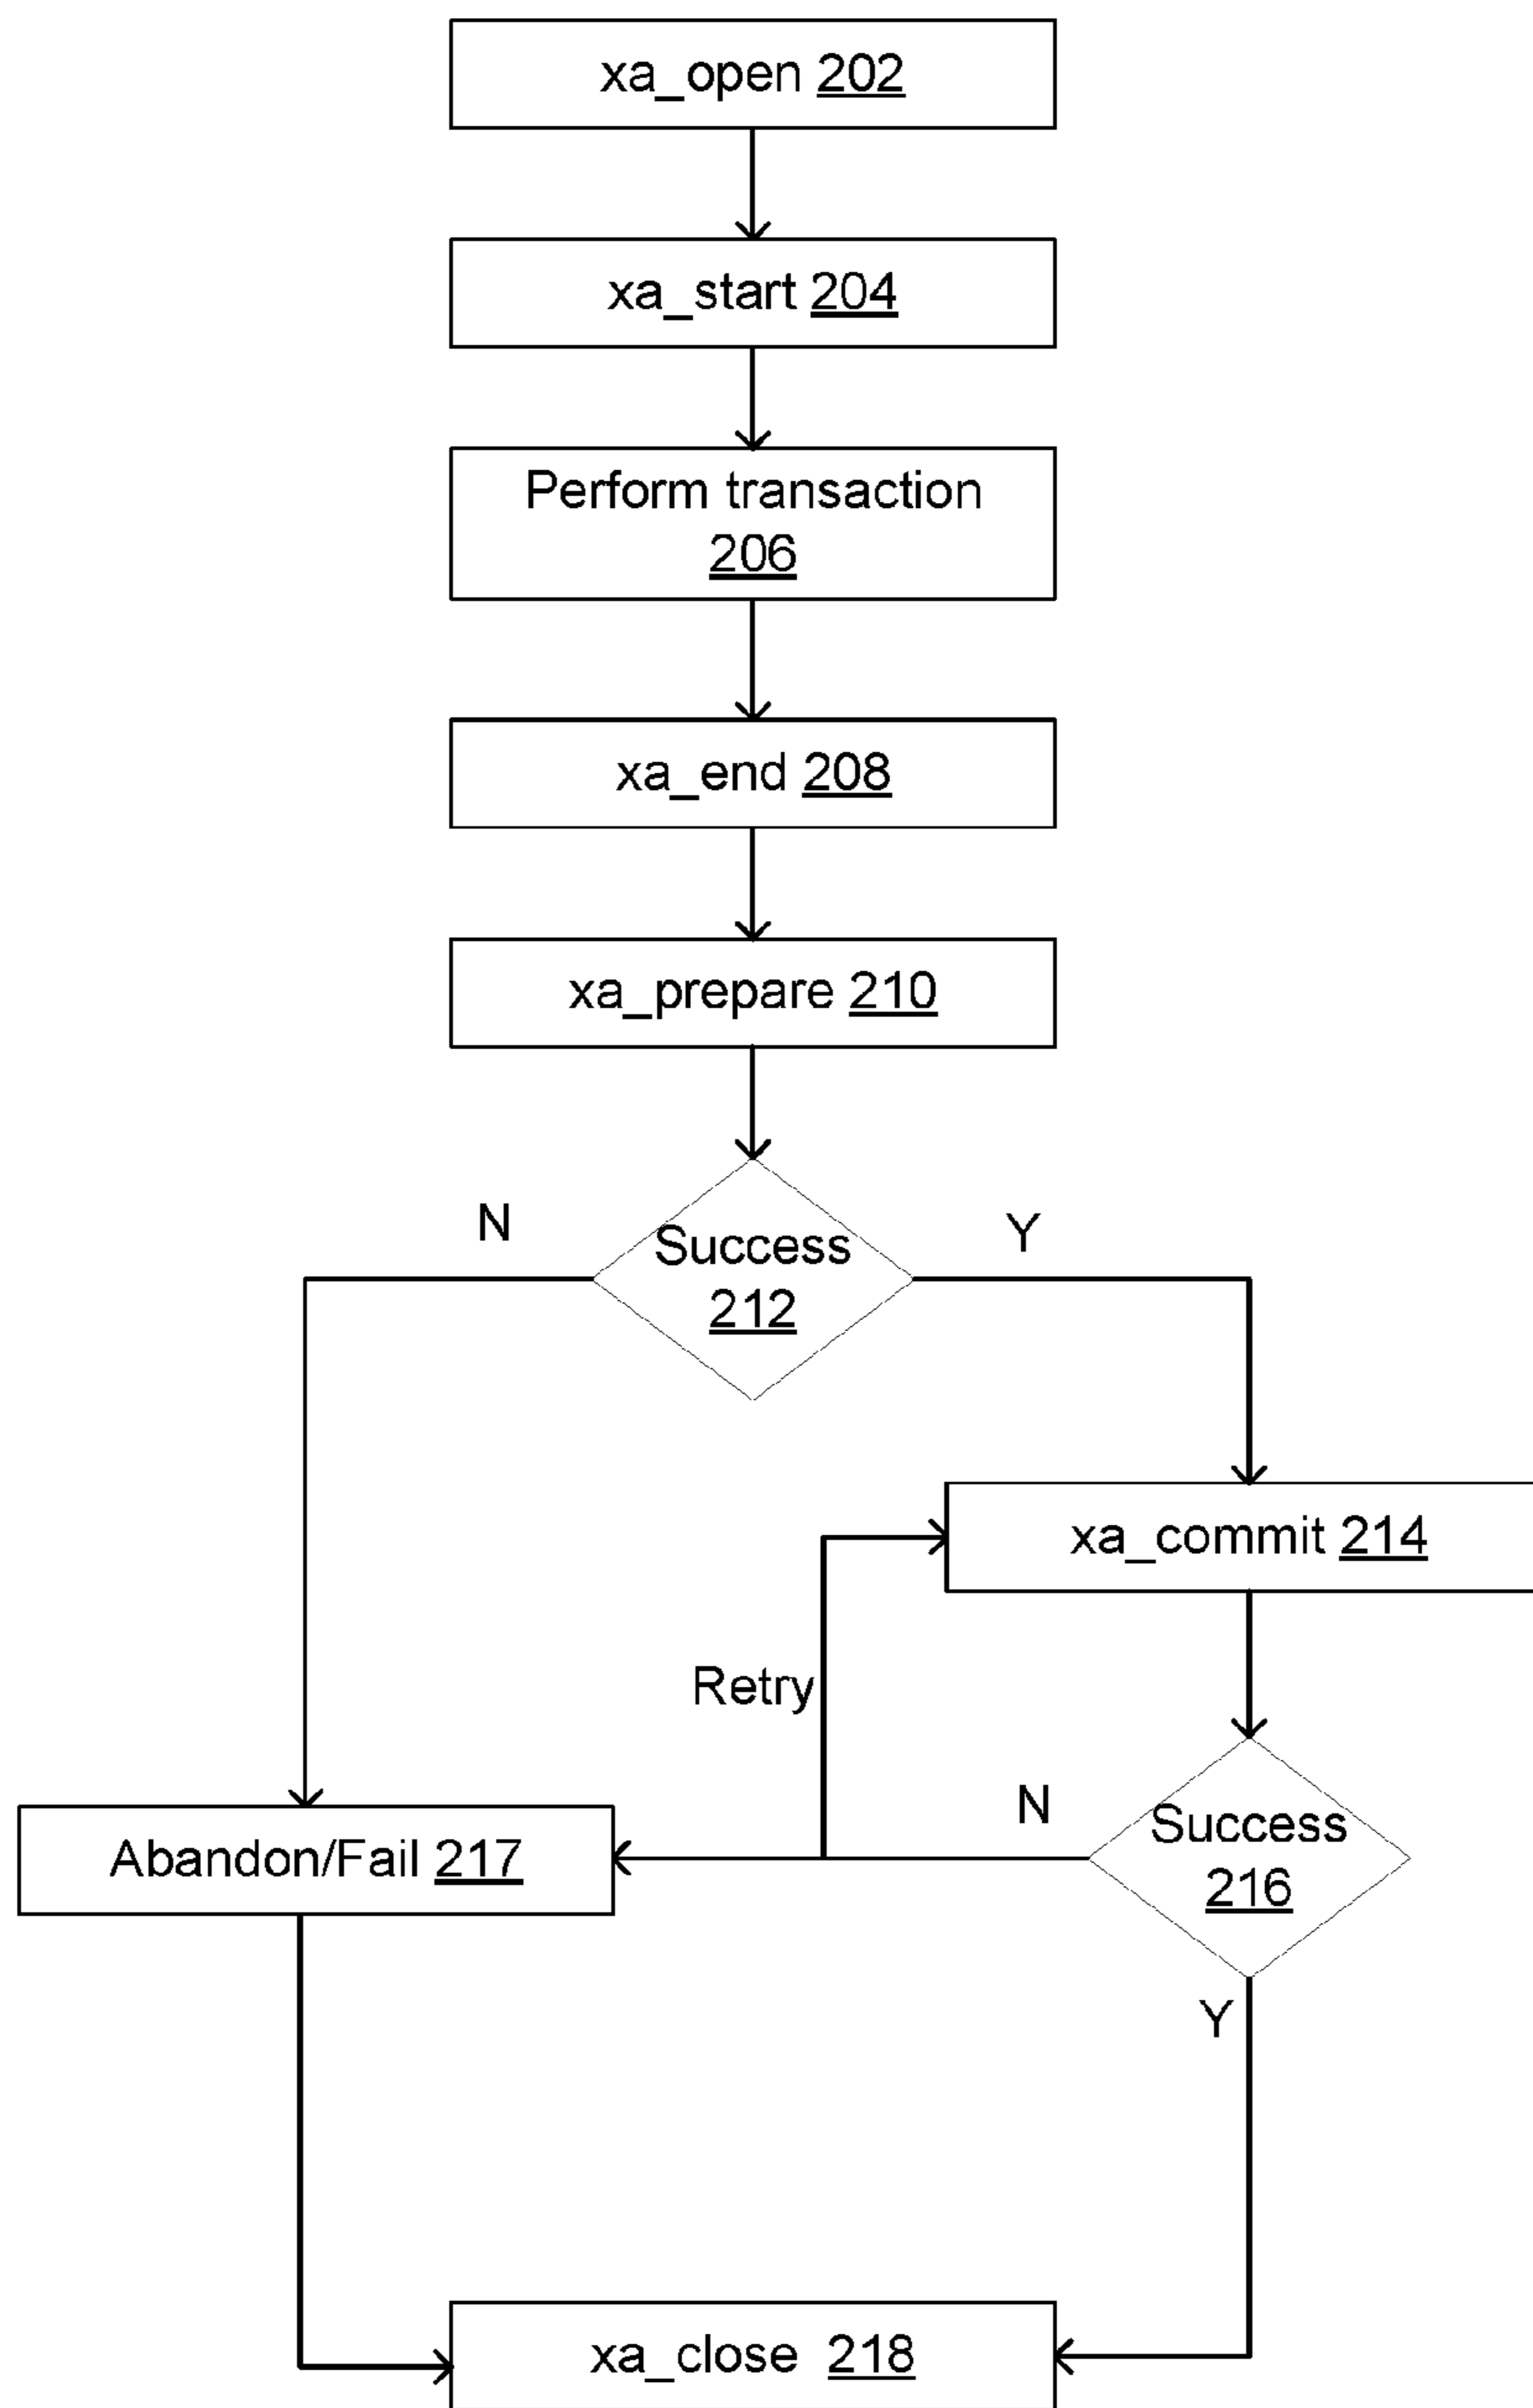 xa_open 202
xa_start 204
Perform transaction
206
xa_end 208
xa_prepare 210
N
Y
Success
212
xa_commit 214
Retry
N
Success
216
Abandon/Fail 217
Y
xa_close 218